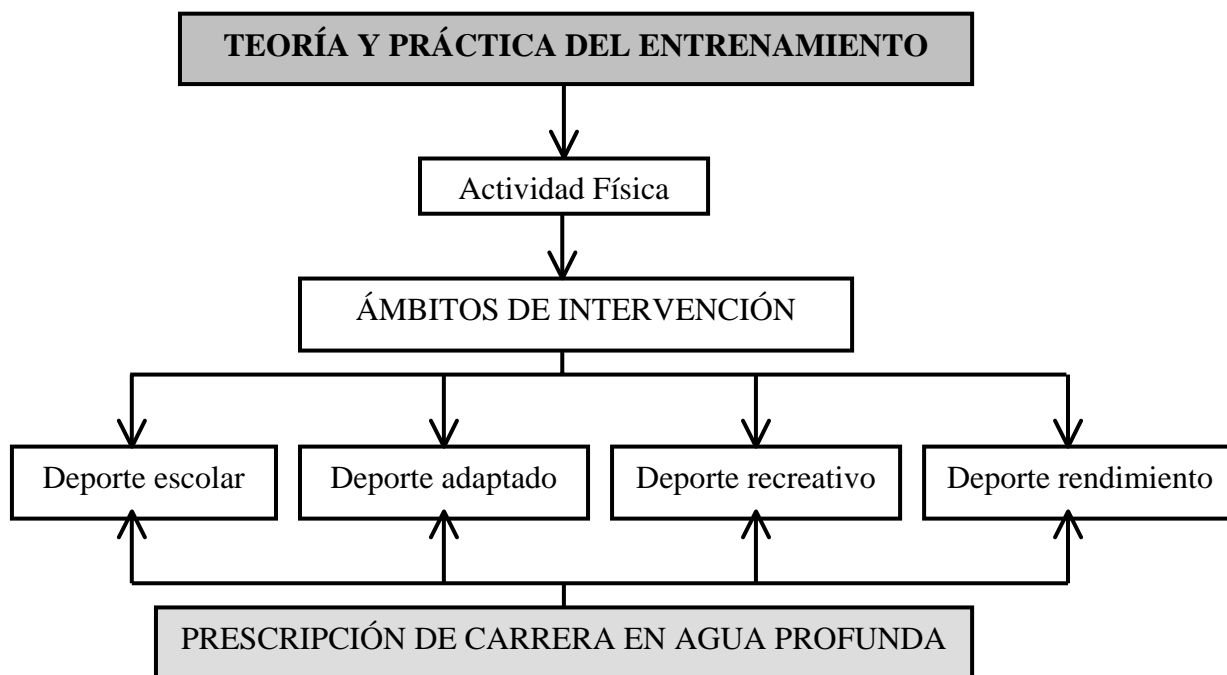 TEORÍA Y PRÁCTICA DEL ENTRENAMIENTO
Actividad Física
ÁMBITOS DE INTERVENCIÓN
Deporte escolar
Deporte adaptado
Deporte recreativo
Deporte rendimiento
PRESCRIPCIÓN DE CARRERA EN AGUA PROFUNDA